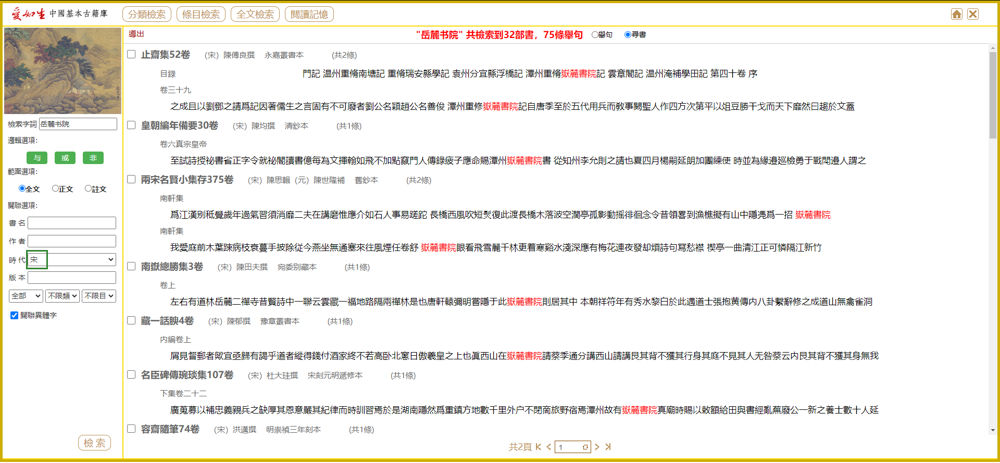 愛如生 中國基本古籍庫
分類檢索 條目檢索 全文檢索 閱讀記憶
檢索字詞 岳麓书院
邏輯選項:
与 或 非
範圍選項:
全文 正文 註文
關聯選項:
書名
作者
時代 宋
版本
全部 不限類 不限目
關聯異體字
檢索
導出
"岳麓书院" 共檢索到32部書，75條舉句 舉句 尋書
止齋集52卷 （宋）陳傅良撰 永嘉叢書本 (共2條)
目錄 門記 温州重脩南塘記 重脩瑞安縣學記 袁州分宜縣浮橋記 潭州重脩嶽麓書院記 雲章閣記 温州淹補學田記 第四十卷 序
卷三十九
之成且以劉鄧之請爲記因著儒生之言固有不可廢者劉公名穎趙公名善俊 潭州重修嶽麓書院記自唐季至於五代用兵而教事闕聖人作四方次第平以俎豆勝干戈而天下靡然曰趨於文蓋
皇朝編年備要30卷 （宋）陳均撰 清鈔本 (共1條)
卷六真宗皇帝
至試詩授祕書省正字令就祕閣讀書億每為文揮翰如飛不加點竄門人傳錄疲于應命賜潭州嶽麓書院書 從知州李允則之請也夏四月楊嗣延朗加團練使 時並為緣邉廵檢勇于戰鬪邉人謂之
兩宋名賢小集存375卷 （宋）陳思輯（元）陳世隆補 舊鈔本 (共2條)
南軒集
爲江漢别秪覺歲年過氣習須消靡二夫在講磨惟應介如石人事易蹉跎 長橋西風吹短髮復此渡長橋木落波空濶亭孤影動摇徘徊念令昔領畧到漁樵擬有山中隱凴爲一招 嶽麓書院
南軒集
我愛庭前木葉踈病枝衰蔓手披除従今燕坐無通塞來往風煙任卷舒 嶽麓書院眼看飛雪麗千林更着寒谿水淺深應有梅花連夜發却煩詩句冩愁襟 禊亭一曲清江正可憐隔江新竹
南嶽總勝集3卷 （宋）陳田夫撰 宛委别藏本 (共1條)
卷上
左右有道林岳麓二禪寺昔賢詩中一聯云雲藏一福地路隔兩禪林是也唐軒轅彌明嘗隱于此嶽麓書院則居其中 本朝祥符年有秀水黎白於此遇道士張抱黄傳内八卦繫辭修之成道山無禽雀洞
藏一話腴4卷 （宋）陳郁撰 豫章叢書本 (共1條)
内编卷上
屑見督郵者歟宜亟歸有謁乎道者縱得錢付酒家終不若高卧北窻日傲羲皇之上也眞西山在嶽麓書院請蔡季通分講西山請講艮其背不獲其行身其庭不見其人无咎蔡云内艮其背不獲其身無我
名臣碑傳琬琰集107卷 （宋）杜大珪撰 宋刻元明遞修本 (共1條)
下集卷二十二
廣蒐募以補忠義親兵之缺厚其恩意嚴其紀律而時訓習焉於是湖南隱然爲重鎮方地數千里外户不閉啇旅野宿焉潭州故有嶽麓書院真廟時賜以敕額給田與書經亂蕪廢公一新之養士數十人延
容齋隨筆74卷 （宋）洪邁撰 明崇禎三年刻本 (共1條)
共2頁 1